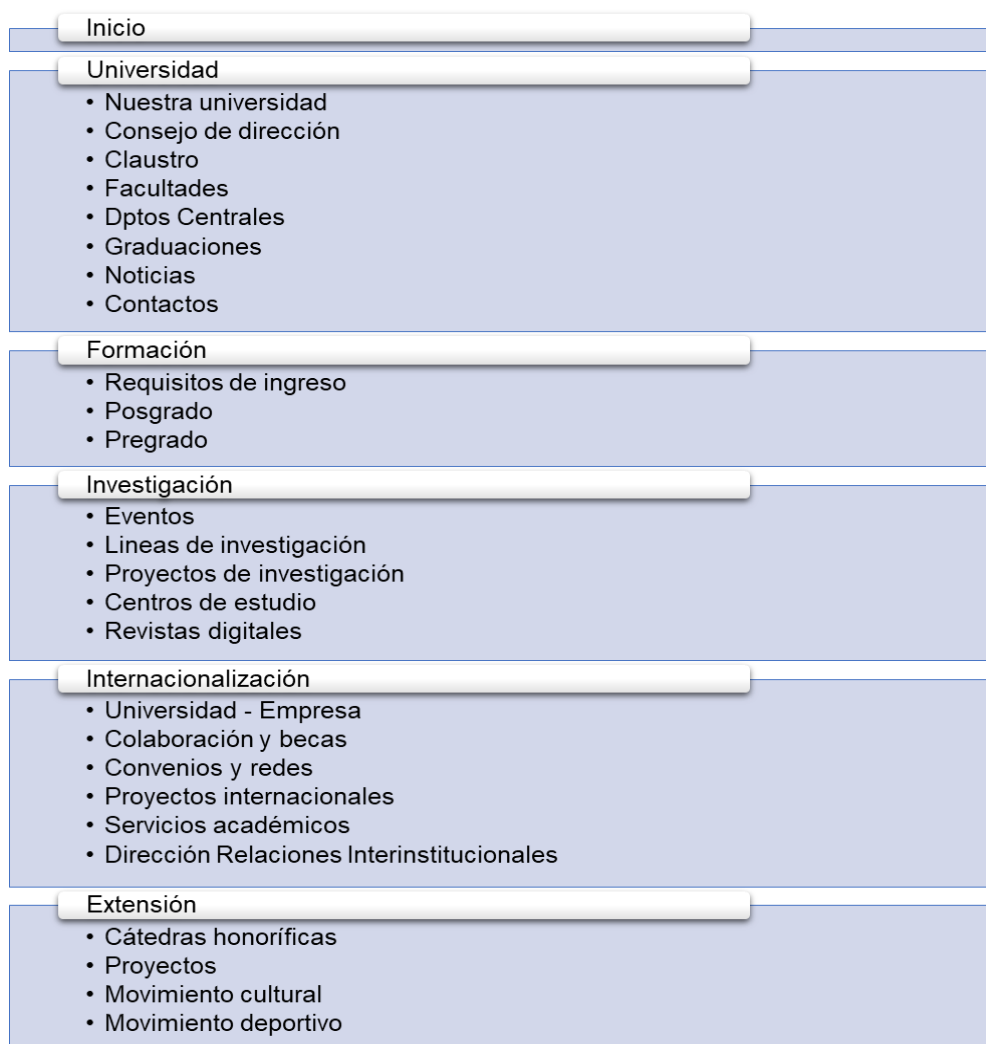 Inicio
Universidad
• Nuestra universidad
• Consejo de dirección
• Claustro
• Facultades
• Dptos Centrales
• Graduaciones
• Noticias
• Contactos
Formación
• Requisitos de ingreso
• Posgrado
• Pregrado
Investigación
• Eventos
• Lineas de investigación
• Proyectos de investigación
• Centros de estudio
• Revistas digitales
Internacionalización
• Universidad - Empresa
• Colaboración y becas
• Convenios y redes
• Proyectos internacionales
• Servicios académicos
• Dirección Relaciones Interinstitucionales
Extensión
• Cátedras honoríficas
• Proyectos
• Movimiento cultural
• Movimiento deportivo